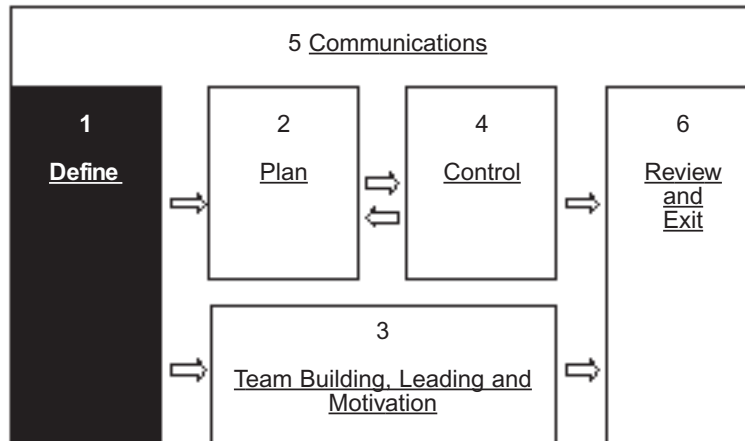 5 Communications
1
Define
2
Plan
4
Control
6
Review
and
Exit
3
Team Building, Leading and
Motivation